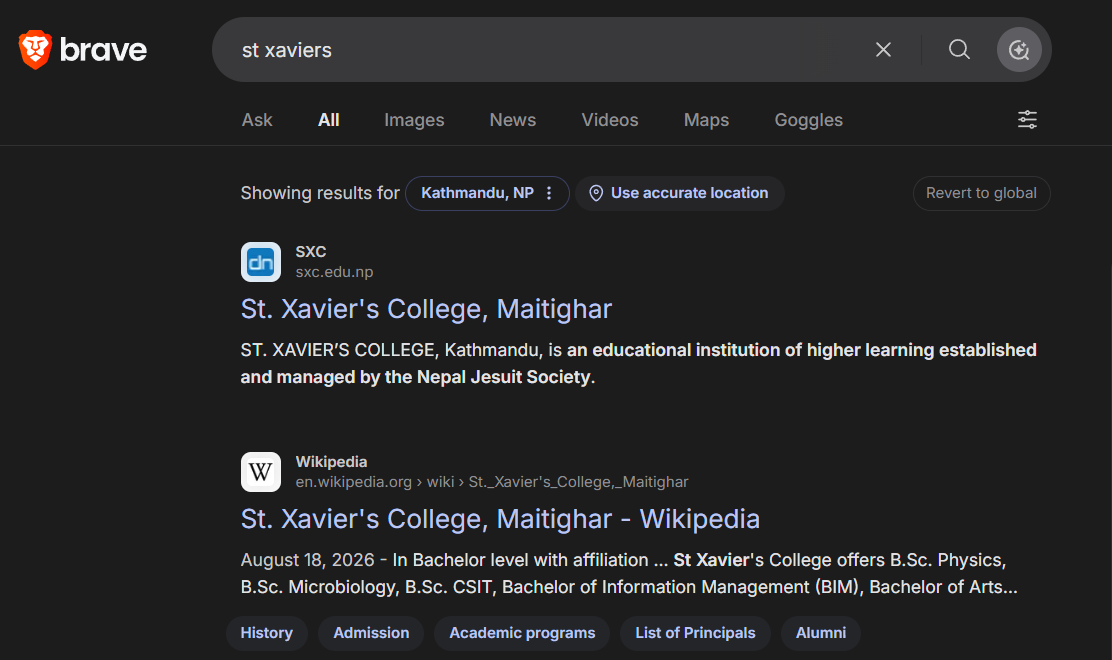 brave
st xaviers
Ask All Images News Videos Maps Goggles
Showing results for Kathmandu, NP Use accurate location Revert to global
dn
SXC
sxc.edu.np
St. Xavier's College, Maitighar
ST. XAVIER’S COLLEGE, Kathmandu, is an educational institution of higher learning established
and managed by the Nepal Jesuit Society.
W
Wikipedia
en.wikipedia.org › wiki › St._Xavier's_College,_Maitighar
St. Xavier's College, Maitighar - Wikipedia
August 18, 2026 - In Bachelor level with affiliation ... St Xavier's College offers B.Sc. Physics,
B.Sc. Microbiology, B.Sc. CSIT, Bachelor of Information Management (BIM), Bachelor of Arts...
History Admission Academic programs List of Principals Alumni